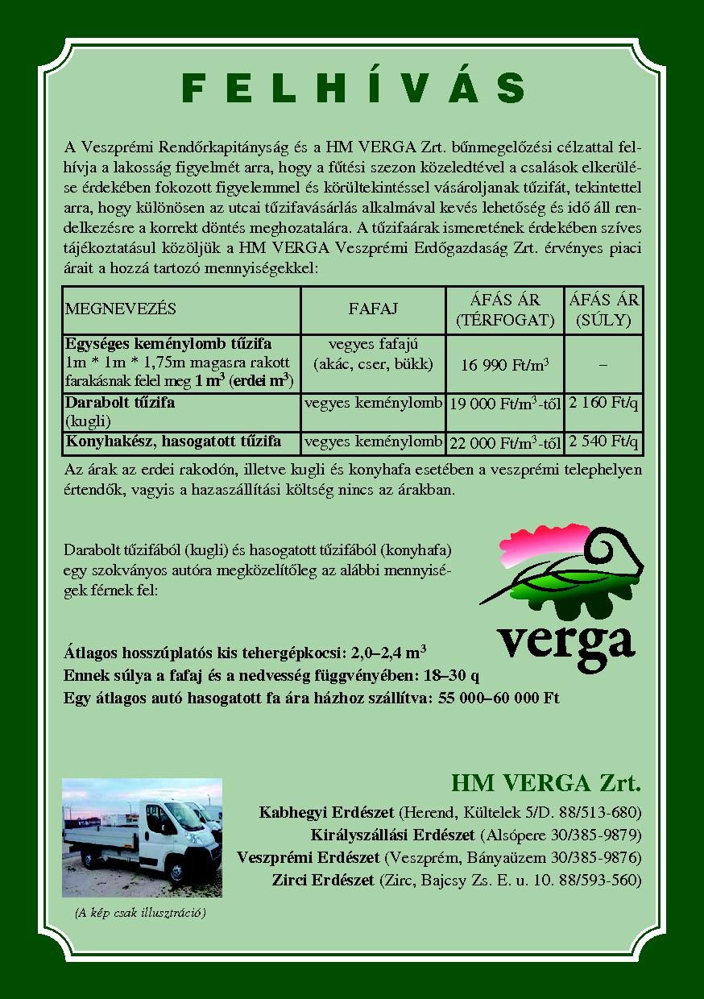 FELHÍVÁS
A Veszprémi Rendőrkapitányság és a HM VERGA Zrt. bűnmegelőzési célzattal fel-
hívja a lakosság figyelmét arra, hogy a fűtési szezon közeledtével a csalások elkerülé-
se érdekében fokozott figyelemmel és körültekintéssel vásároljanak tűzifát, tekintettel
arra, hogy különösen az utcai tűzifavásárlás alkalmával kevés lehetőség és idő áll ren-
delkezésre a korrekt döntés meghozatalára. A tűzifaárak ismeretének érdekében szíves
tájékoztatásul közöljük a HM VERGA Veszprémi Erdőgazdaság Zrt. érvényes piaci
árait a hozzá tartozó mennyiségekkel:
MEGNEVEZÉS FAFAJ ÁFÁS ÁR (TÉRFOGAT) ÁFÁS ÁR (SÚLY)
Egységes keménylomb tűzifa vegyes fafajú
1m * 1m * 1,75m magasra rakott (akác, cser, bükk) 16 990 Ft/m³ –
farakásnak felel meg 1 m³ (erdei m³)
Darabolt tűzifa vegyes keménylomb 19 000 Ft/m³-től 2 160 Ft/q
(kugli)
Konyhakész, hasogatott tűzifa vegyes keménylomb 22 000 Ft/m³-től 2 540 Ft/q
Az árak az erdei rakodón, illetve kugli és konyhafa esetében a veszprémi telephelyen
értendők, vagyis a hazaszállítási költség nincs az árakban.
Darabolt tűzifából (kugli) és hasogatott tűzifából (konyhafa)
egy szokványos autóra megközelítőleg az alábbi mennyisé-
gek férnek fel:
verga
Átlagos hosszúplatós kis tehergépkocsi: 2,0–2,4 m³
Ennek súlya a fafaj és a nedvesség függvényében: 18–30 q
Egy átlagos autó hasogatott fa ára házhoz szállítva: 55 000–60 000 Ft
HM VERGA Zrt.
Kabhegyi Erdészet (Herend, Kültelek 5/D. 88/513-680)
Királyszállási Erdészet (Alsópere 30/385-9879)
Veszprémi Erdészet (Veszprém, Bányaüzem 30/385-9876)
Zirci Erdészet (Zirc, Bajcsy Zs. E. u. 10. 88/593-560)
(A kép csak illusztráció)